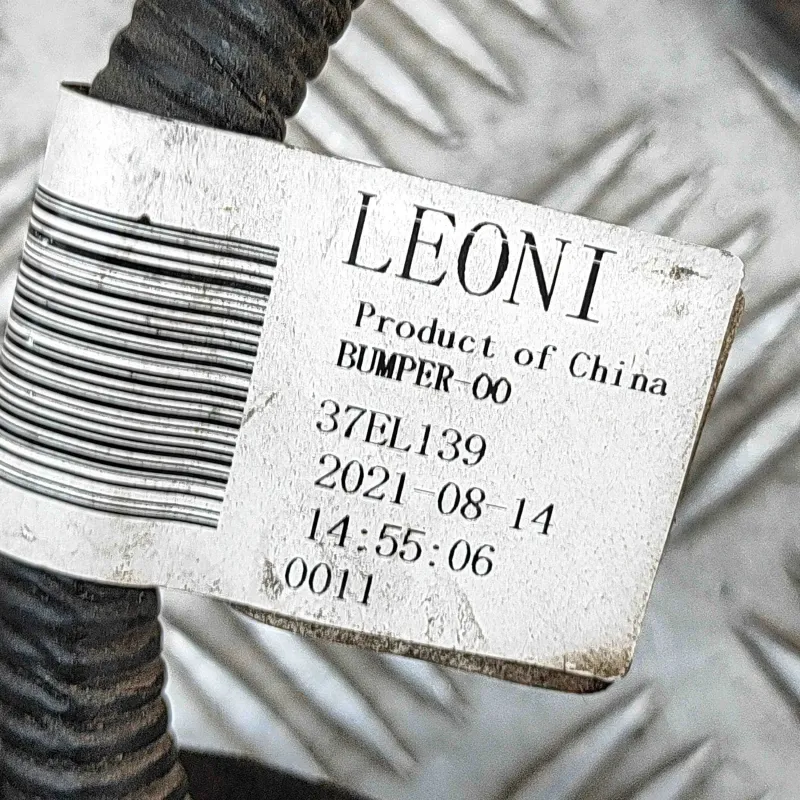 LEONI
Product of China
BUMPER-00
37EL139
2021-08-14
14:55:06
0011